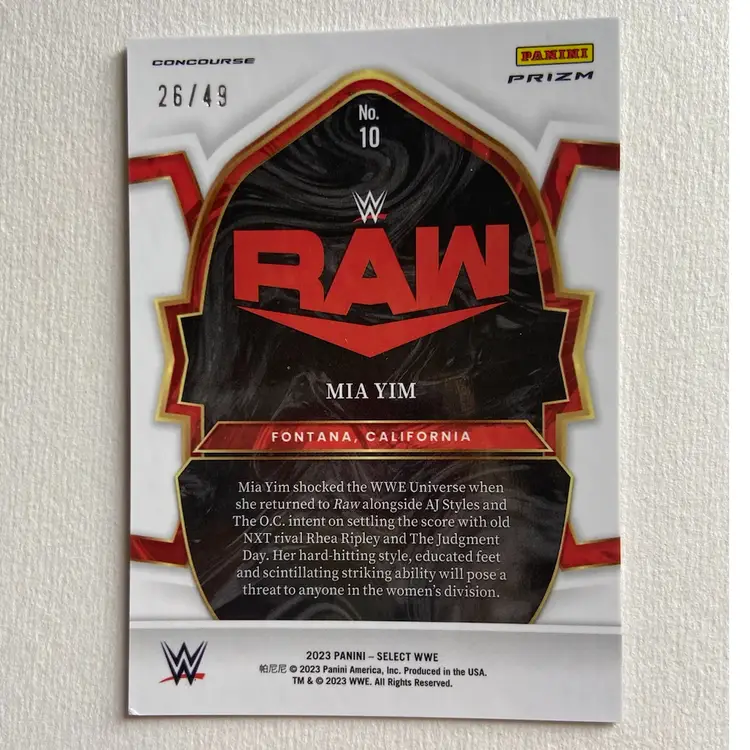 CONCOURSE
PANINI
PRIZM
26/49
No.
10
W
RAW
MIA YIM
FONTANA, CALIFORNIA
Mia Yim shocked the WWE Universe when
she returned to Raw alongside AJ Styles and
The O.C. intent on settling the score with old
NXT rival Rhea Ripley and The Judgment
Day. Her hard-hitting style, educated feet
and scintillating striking ability will pose a
threat to anyone in the women's division.
W
2023 PANINI – SELECT WWE
帕尼尼 © 2023 Panini America, Inc. Produced in the USA.
TM & © 2023 WWE. All Rights Reserved.